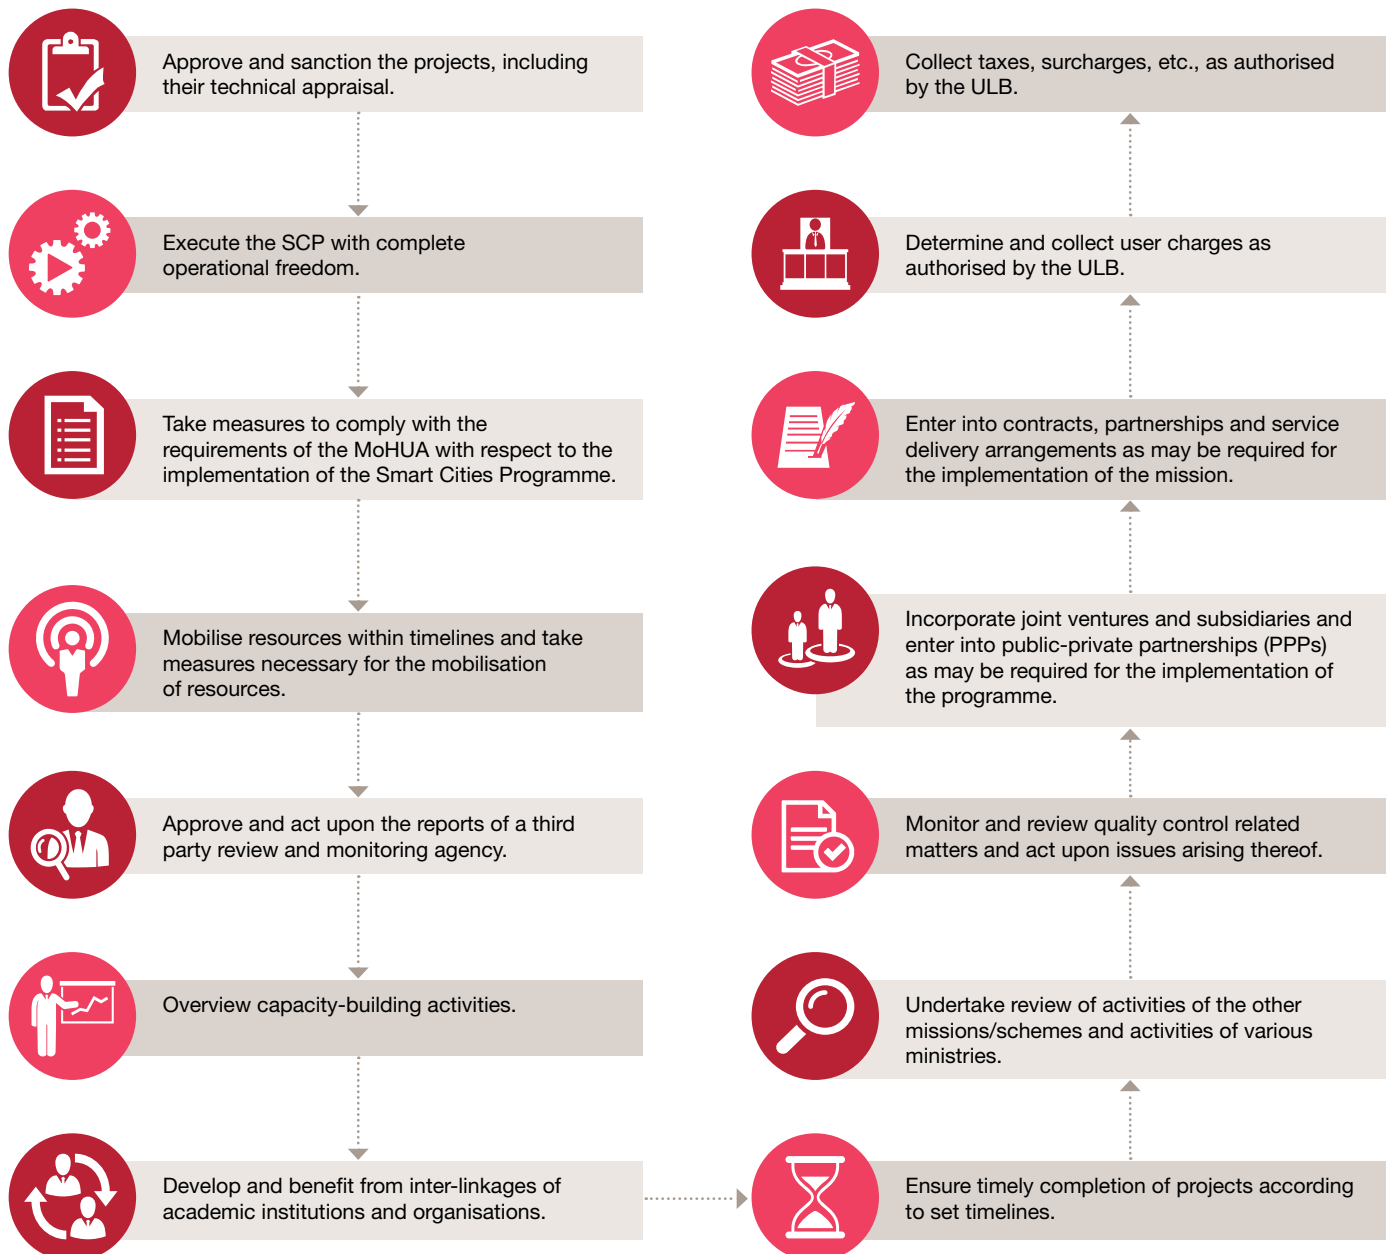 Approve and sanction the projects, including
their technical appraisal.
Execute the SCP with complete
operational freedom.
Take measures to comply with the
requirements of the MoHUA with respect to the
implementation of the Smart Cities Programme.
Mobilise resources within timelines and take
measures necessary for the mobilisation
of resources.
Approve and act upon the reports of a third
party review and monitoring agency.
Overview capacity-building activities.
Develop and benefit from inter-linkages of
academic institutions and organisations.
Ensure timely completion of projects according
to set timelines.
Undertake review of activities of the other
missions/schemes and activities of various
ministries.
Monitor and review quality control related
matters and act upon issues arising thereof.
Incorporate joint ventures and subsidiaries and
enter into public-private partnerships (PPPs)
as may be required for the implementation of
the programme.
Enter into contracts, partnerships and service
delivery arrangements as may be required for
the implementation of the mission.
Determine and collect user charges as
authorised by the ULB.
Collect taxes, surcharges, etc., as authorised
by the ULB.